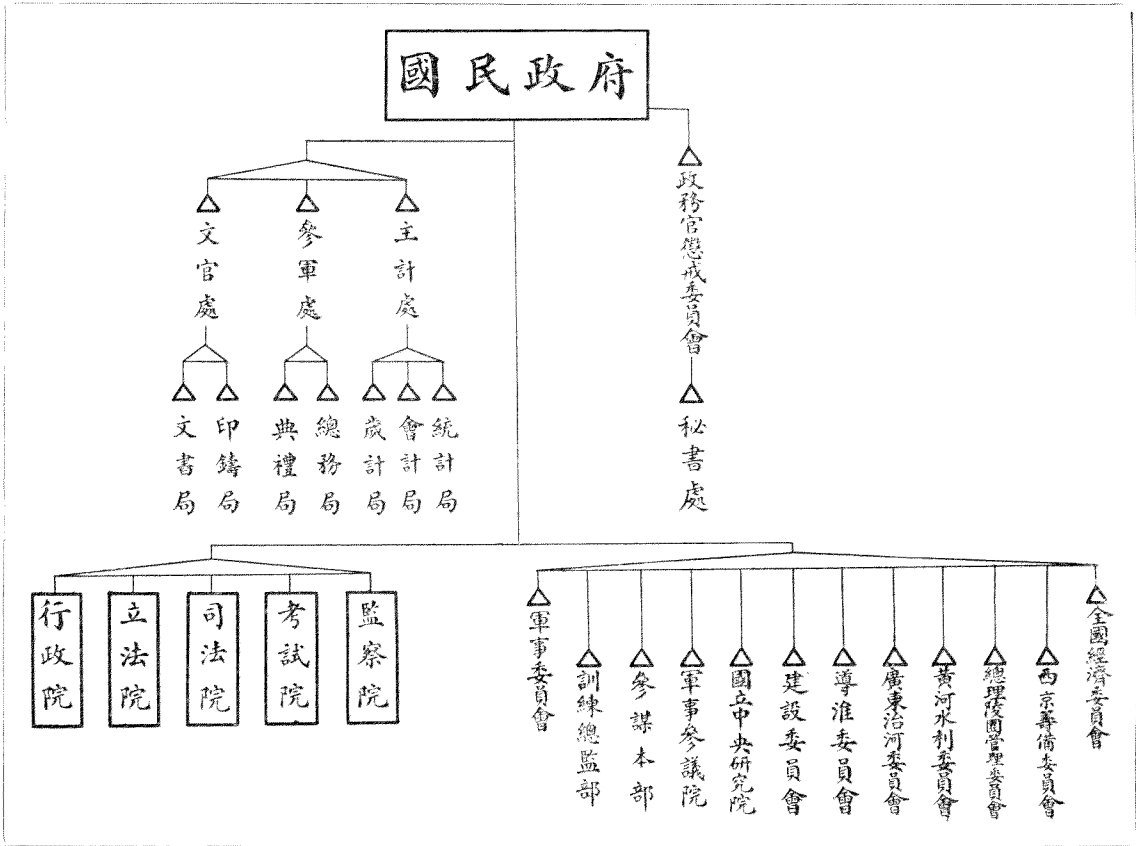 國民政府
政務官懲戒委員會
秘書處
文官處
參軍處
主計處
文書局
印鑄局
典禮局
總務局
歲計局
會計局
統計局
行政院
立法院
司法院
考試院
監察院
軍事委員會
訓練總監部
參謀本部
軍事參議院
國立中央研究院
建設委員會
導淮委員會
廣東治河委員會
黃河水利委員會
總理陵園管理委員會
西京籌備委員會
全國經濟委員會